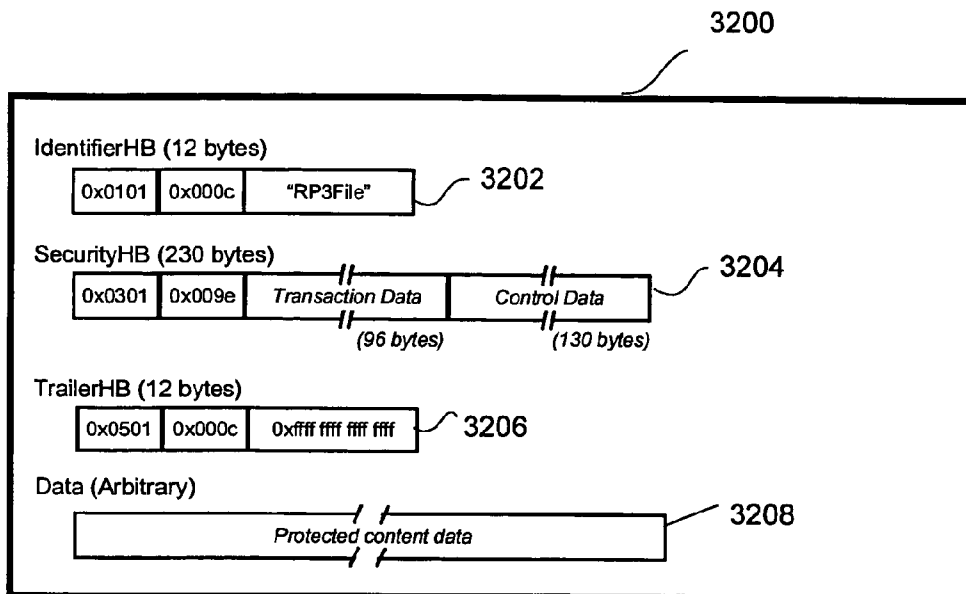 3200
IdentifierHB (12 bytes)
0x0101 0x000c "RP3File" 3202
SecurityHB (230 bytes)
0x0301 0x009e Transaction Data Control Data 3204
(96 bytes) (130 bytes)
TrailerHB (12 bytes)
0x0501 0x000c 0xffff ffff ffff ffff 3206
Data (Arbitrary)
Protected content data 3208